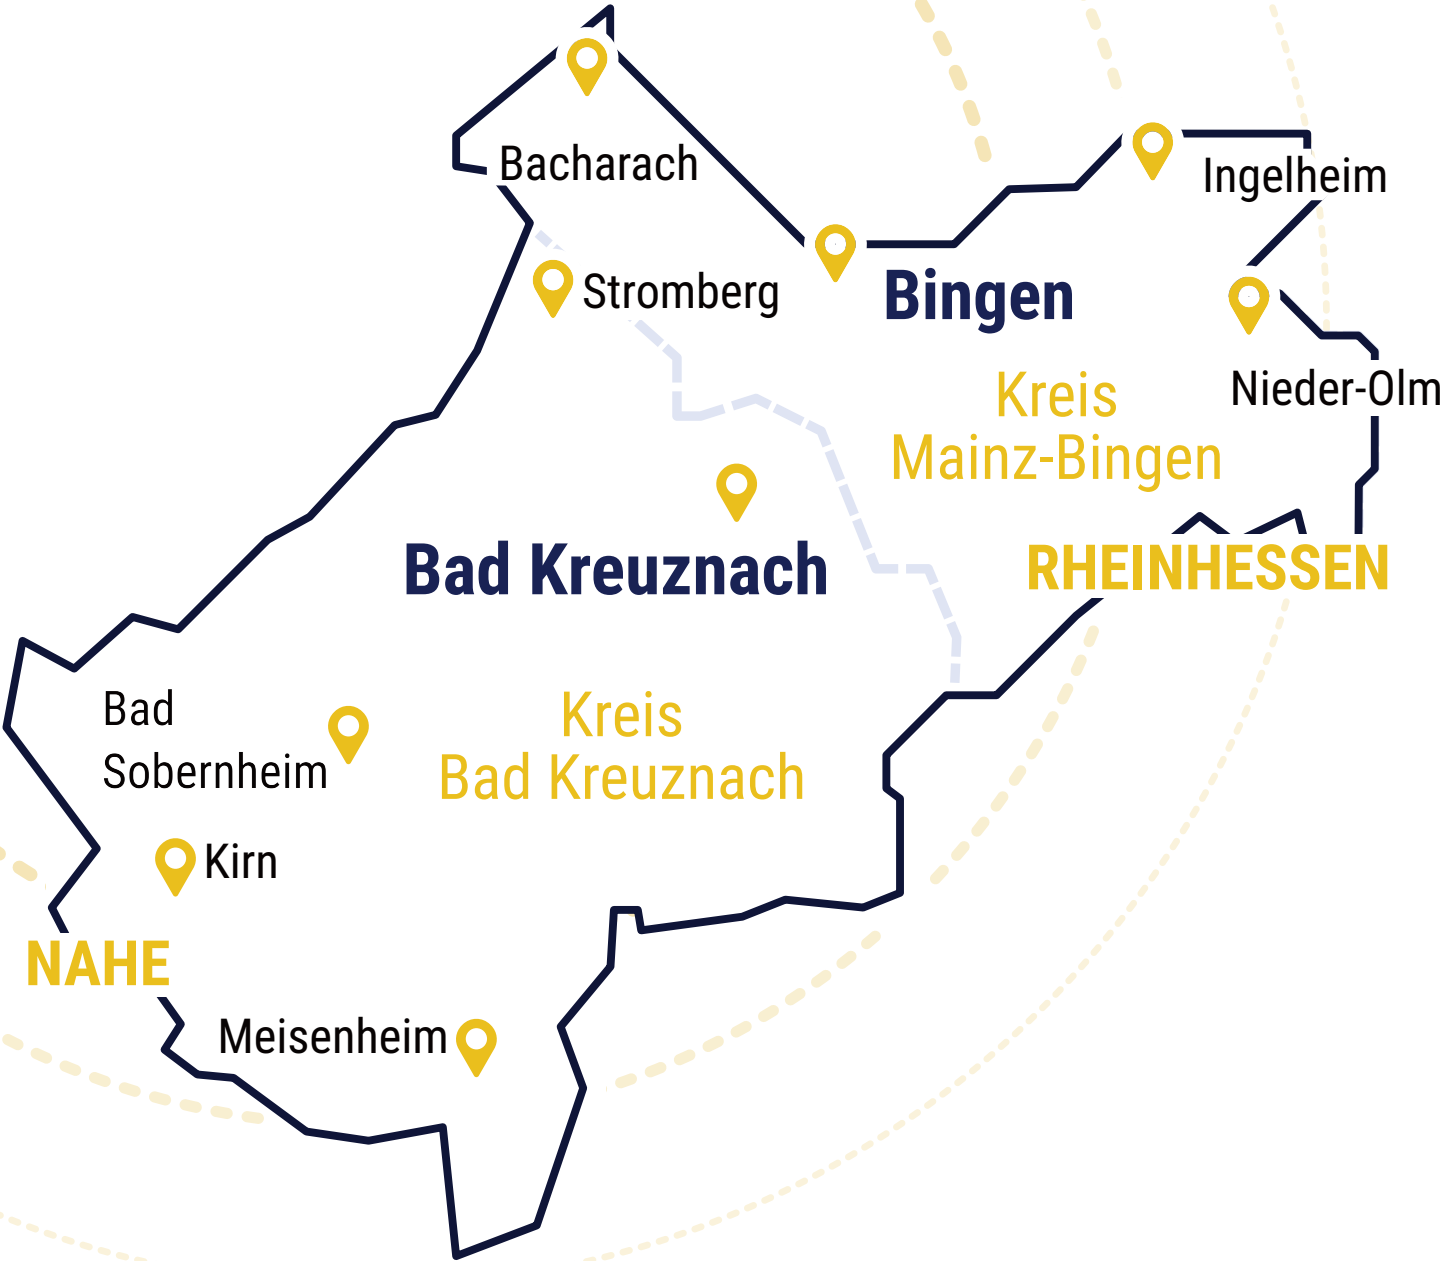 Bacharach
Ingelheim
Stromberg
Bingen
Nieder-Olm
Kreis
Mainz-Bingen
Bad Kreuznach
RHEINHESSEN
Bad
Sobernheim
Kreis
Bad Kreuznach
Kirn
NAHE
Meisenheim